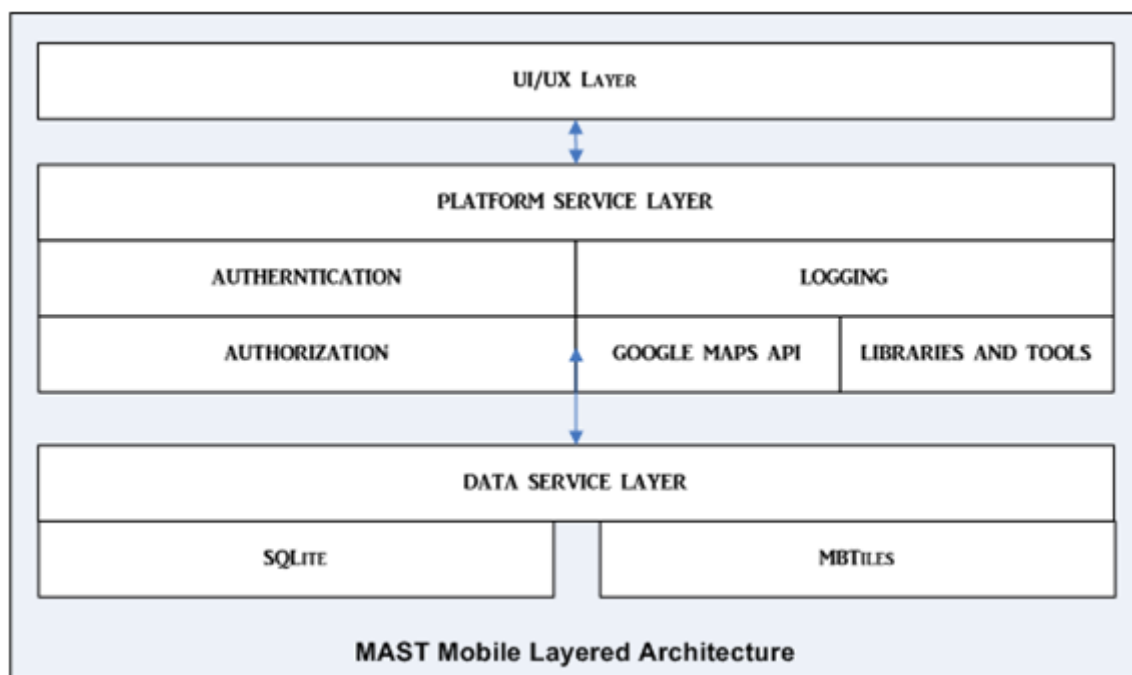 UI/UX LAYER
PLATFORM SERVICE LAYER
AUTHERNTICATION
LOGGING
AUTHORIZATION
GOOGLE MAPS API
LIBRARIES AND TOOLS
DATA SERVICE LAYER
SQLITE
MBTILES
MAST Mobile Layered Architecture